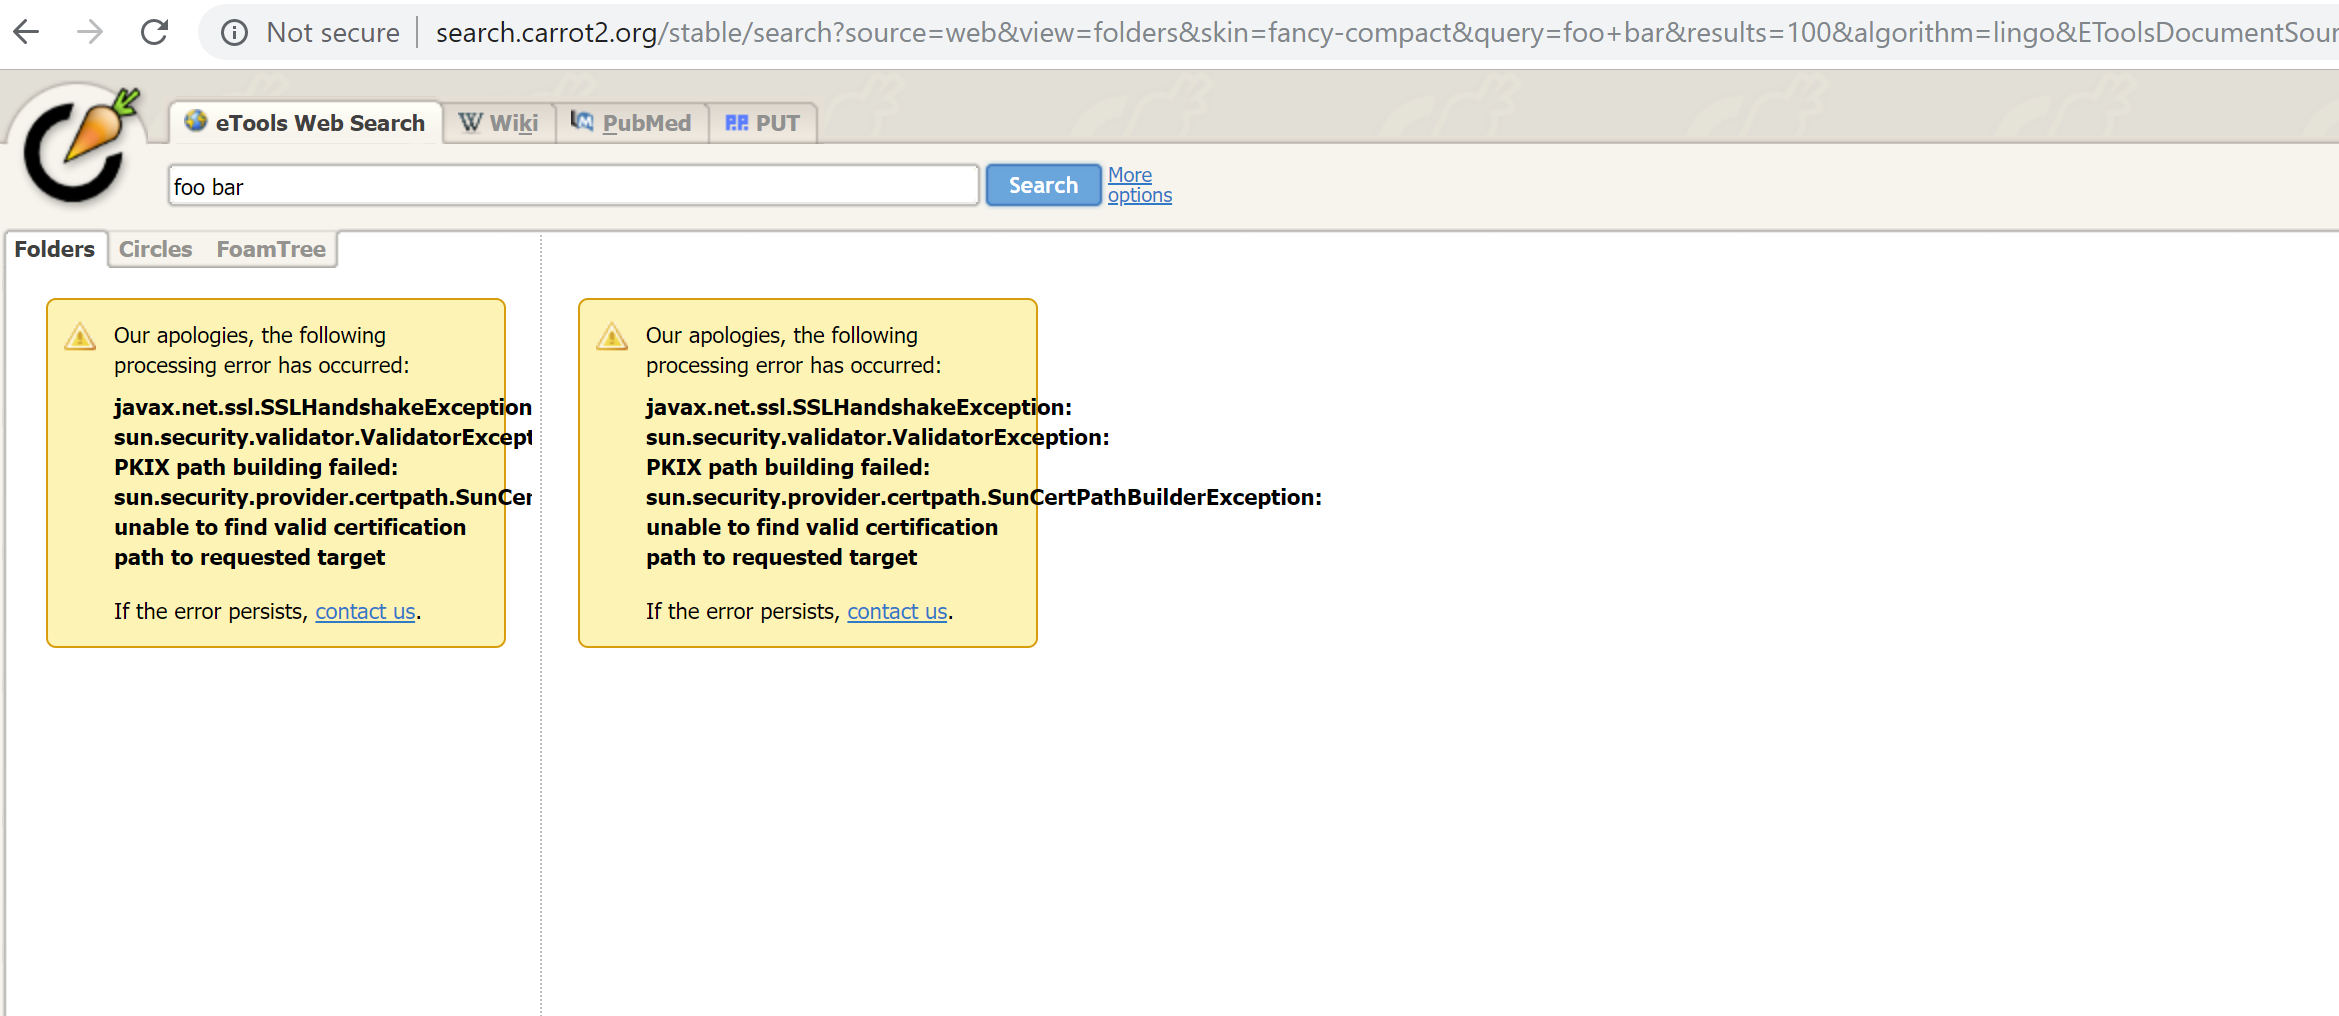 Not secure
search.carrot2.org/stable/search?source=web&view=folders&skin=fancy-compact&query=foo+bar&results=100&algorithm=lingo&EToolsDocumentSour
eTools Web Search
Wiki
PubMed
PUT
foo bar
Search
More
options
Folders
Circles
FoamTree
Our apologies, the following
processing error has occurred:
javax.net.ssl.SSLHandshakeException
sun.security.validator.ValidatorExcept
PKIX path building failed:
sun.security.provider.certpath.SunCer
unable to find valid certification
path to requested target
If the error persists, contact us.
Our apologies, the following
processing error has occurred:
javax.net.ssl.SSLHandshakeException:
sun.security.validator.ValidatorException:
PKIX path building failed:
sun.security.provider.certpath.SunCertPathBuilderException:
unable to find valid certification
path to requested target
If the error persists, contact us.